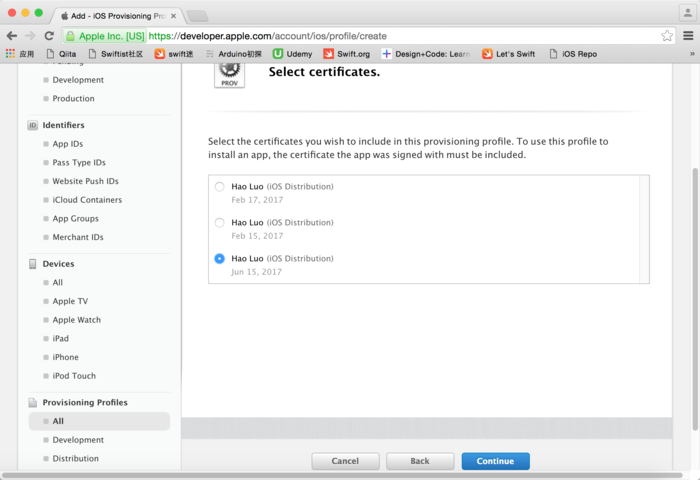 Add - iOS Provisioning Pro
Apple Inc. [US] https://developer.apple.com/account/ios/profile/create
应用 Qiita Swiftist社区 swift迷 Arduino初接 Udemy Swift.org Design+Code: Learn Let's Swift iOS Repo »
Development
Production
ID Identifiers
App IDs
Pass Type IDs
Website Push IDs
iCloud Containers
App Groups
Merchant IDs
Devices
All
Apple TV
Apple Watch
iPad
iPhone
iPod Touch
Provisioning Profiles
All
Development
Distribution
PROV
Select certificates.
Select the certificates you wish to include in this provisioning profile. To use this profile to
install an app, the certificate the app was signed with must be included.
Hao Luo (iOS Distribution)
Feb 17, 2017
Hao Luo (iOS Distribution)
Feb 15, 2017
Hao Luo (iOS Distribution)
Jun 15, 2017
Cancel Back Continue